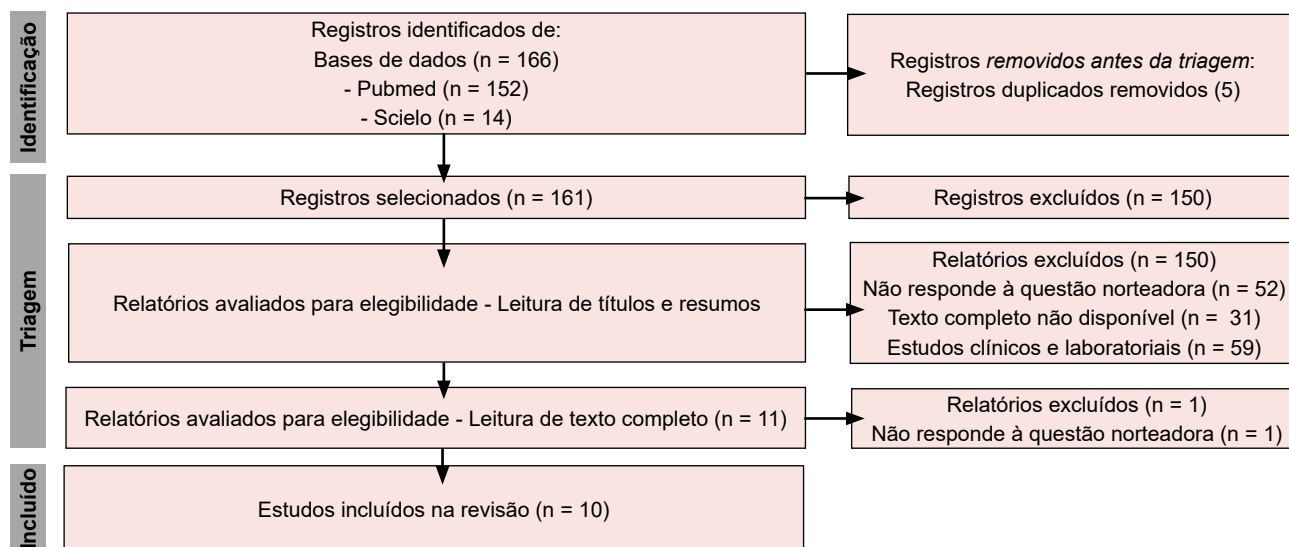 Identificação
Registros identificados de:
Bases de dados (n = 166)
- Pubmed (n = 152)
- Scielo (n = 14)
Registros removidos antes da triagem:
Registros duplicados removidos (5)
Triagem
Registros selecionados (n = 161)
Registros excluídos (n = 150)
Relatórios avaliados para elegibilidade - Leitura de títulos e resumos
Relatórios excluídos (n = 150)
Não responde à questão norteadora (n = 52)
Texto completo não disponível (n = 31)
Estudos clínicos e laboratoriais (n = 59)
Relatórios avaliados para elegibilidade - Leitura de texto completo (n = 11)
Relatórios excluídos (n = 1)
Não responde à questão norteadora (n = 1)
Incluído
Estudos incluídos na revisão (n = 10)